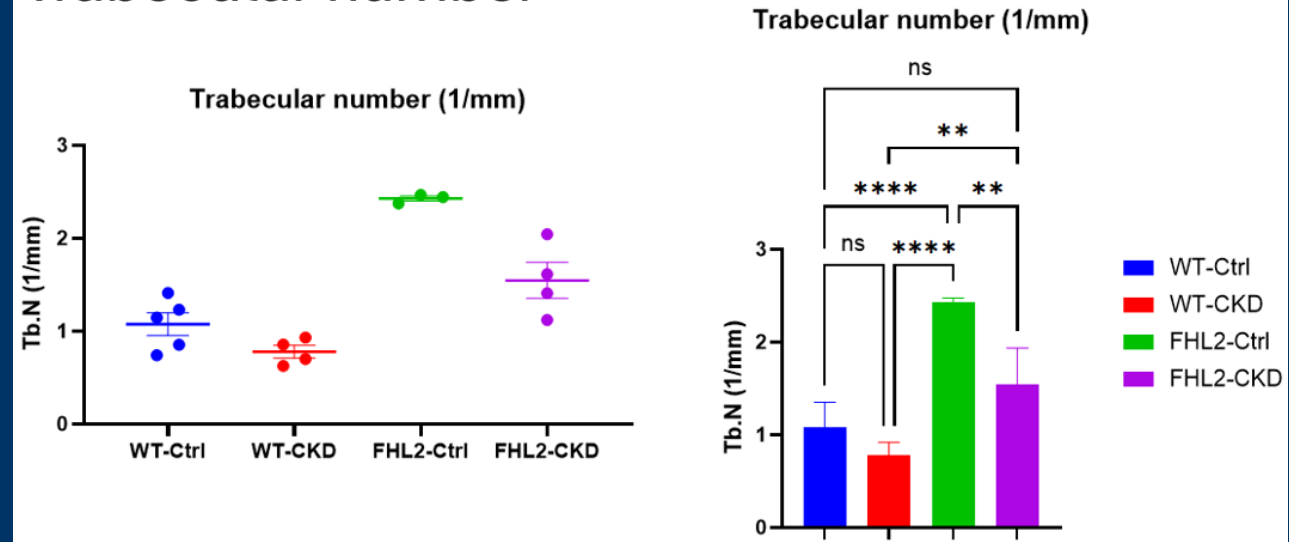 Trabecular number (1/mm)
3
2
1
0
Tb.N (1/mm)
WT-Ctrl
WT-CKD
FHL2-Ctrl
FHL2-CKD
Trabecular number (1/mm)
ns
**
****
**
ns
****
3
2
1
0
Tb.N (1/mm)
WT-Ctrl
WT-CKD
FHL2-Ctrl
FHL2-CKD